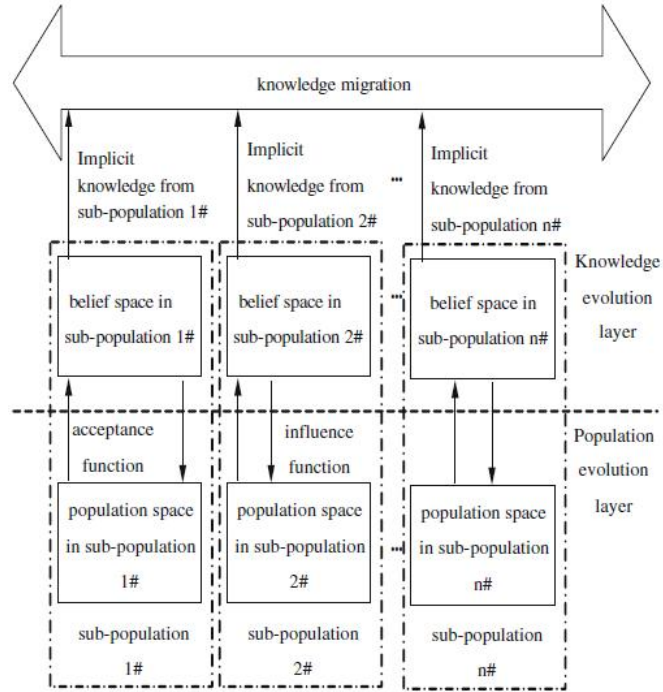 knowledge migration
Implicit
knowledge from
sub-population 1#
Implicit
knowledge from
sub-population 2#
...
Implicit
knowledge from
sub-population n#
belief space in
sub-population 1#
belief space in
sub-population 2#
...
belief space in
sub-population n#
Knowledge
evolution
layer
acceptance
function
influence
function
Population
evolution
layer
population space
in sub-population
1#
population space
in sub-population
2#
...
population space
in sub-population
n#
sub-population
1#
sub-population
2#
sub-population
n#